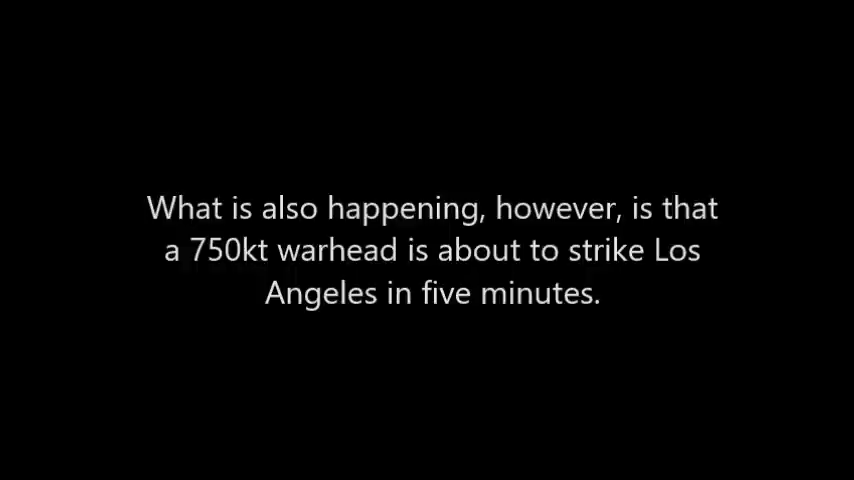 What is also happening, however, is that
a 750kt warhead is about to strike Los
Angeles in five minutes.